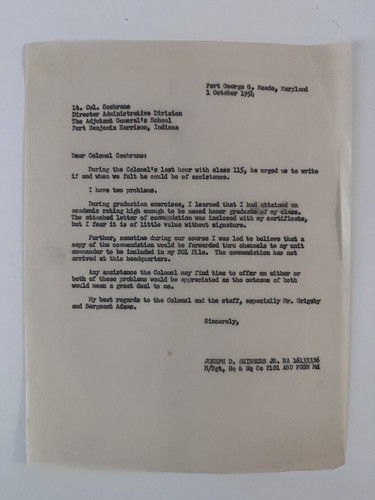 Fort George G. Meade, Maryland
1 October 1954
Lt. Col. Cochrane
Director Administrative Division
The Adjutant General's School
Fort Benjamin Harrison, Indiana
Dear Colonel Cochrane:
During the Colonel's last hour with class 115, he urged us to write
if and when we felt he could be of assistance.
I have two problems.
During graduation exercises, I learned that I had attained an
academic rating high enough to be named honor graduate of my class.
The attached letter of commendation was inclosed with my certificate,
but I fear it is of little value without signature.
Further, sometime during our course I was led to believe that a
copy of the commendation would be forwarded thru channels to my unit
commander to be included in my 201 file. The commendation has not
arrived at this headquarters.
Any assistance the Colonel may find time to offer on either or
both of these problems would be appreciated as the outcome of both
would mean a great deal to me.
My best regards to the Colonel and the staff, especially Mr. Grigsby
and Sergeant Adamo.
Sincerely,
JOSEPH D. SKINNERS JR. RA 16133336
M/Sgt, Hq & Hq Co 2101 ASU FGGM Md